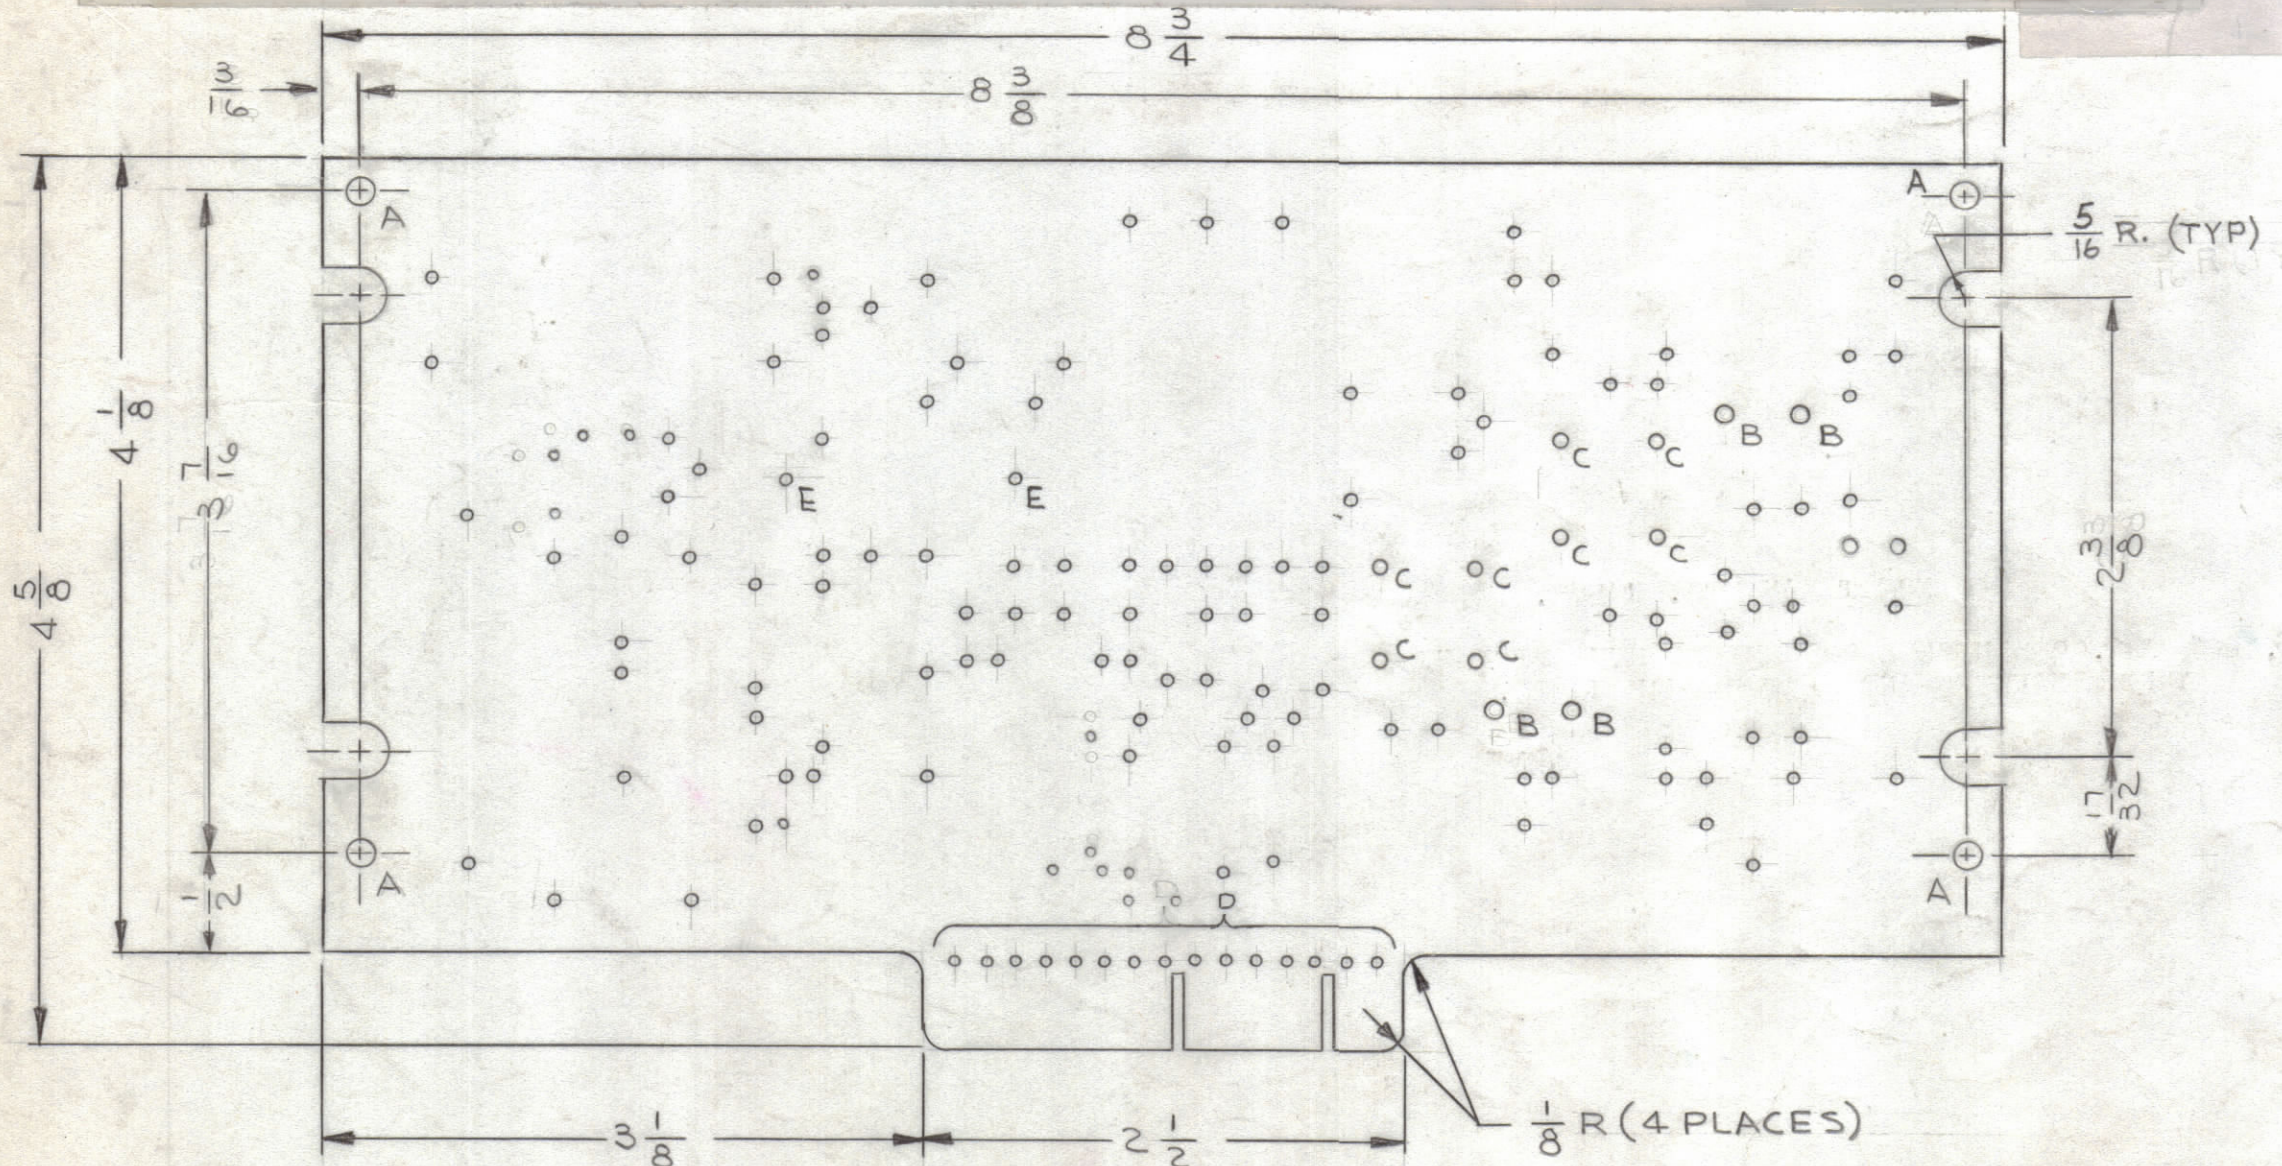 8 3/4
3/16
8 3/8
A
A
5/16 R. (TYP)
4 1/8
3 7/16
B
B
C
C
E
E
2 3/8
C
C
C
C
4 5/8
C
C
B
B
17/32
A
A
1/2
D
1/8 R (4 PLACES)
3 1/8
2 1/2